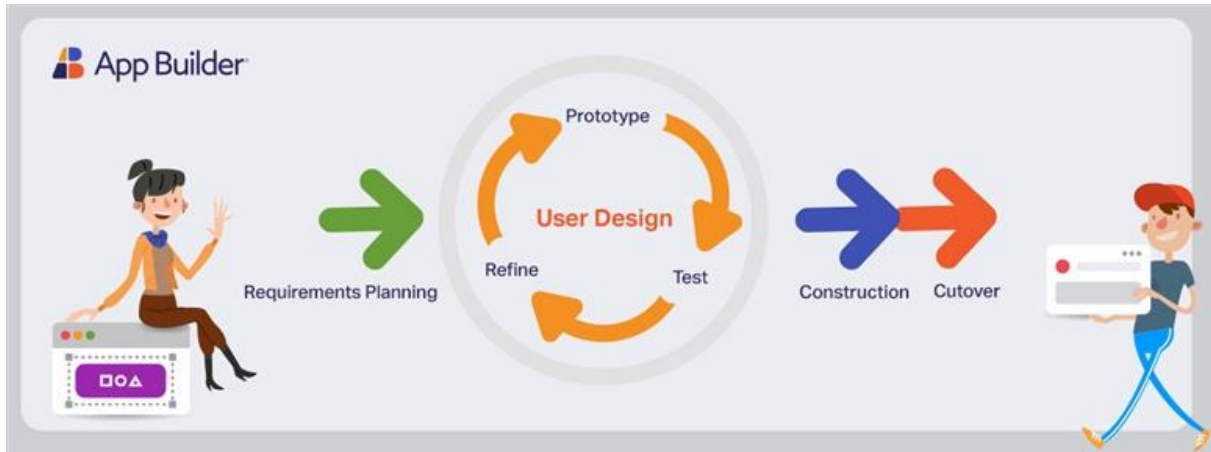 App Builder
Prototype
User Design
Refine
Test
Requirements Planning
Construction
Cutover